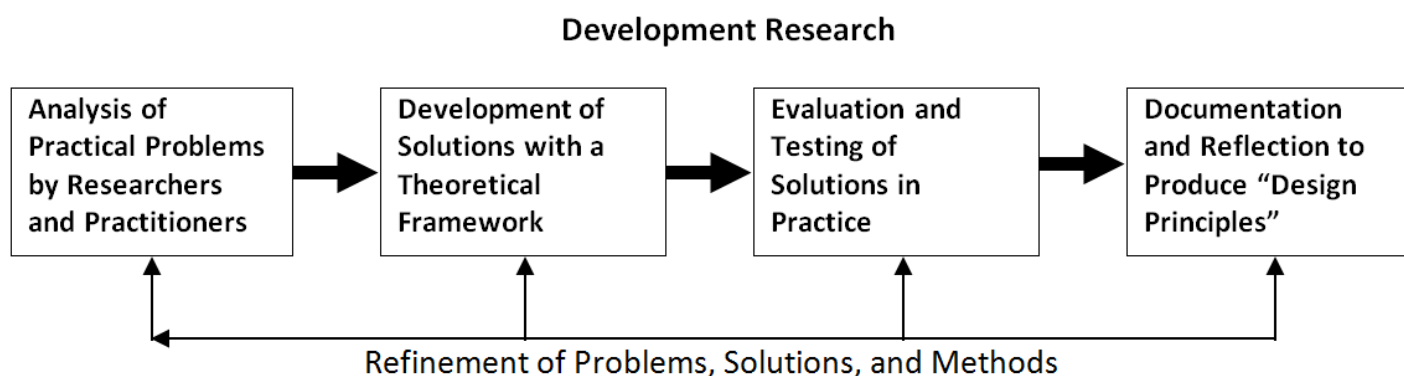 Development Research
Analysis of
Practical Problems
by Researchers
and Practitioners
Development of
Solutions with a
Theoretical
Framework
Evaluation and
Testing of
Solutions in
Practice
Documentation
and Reflection to
Produce “Design
Principles”
Refinement of Problems, Solutions, and Methods